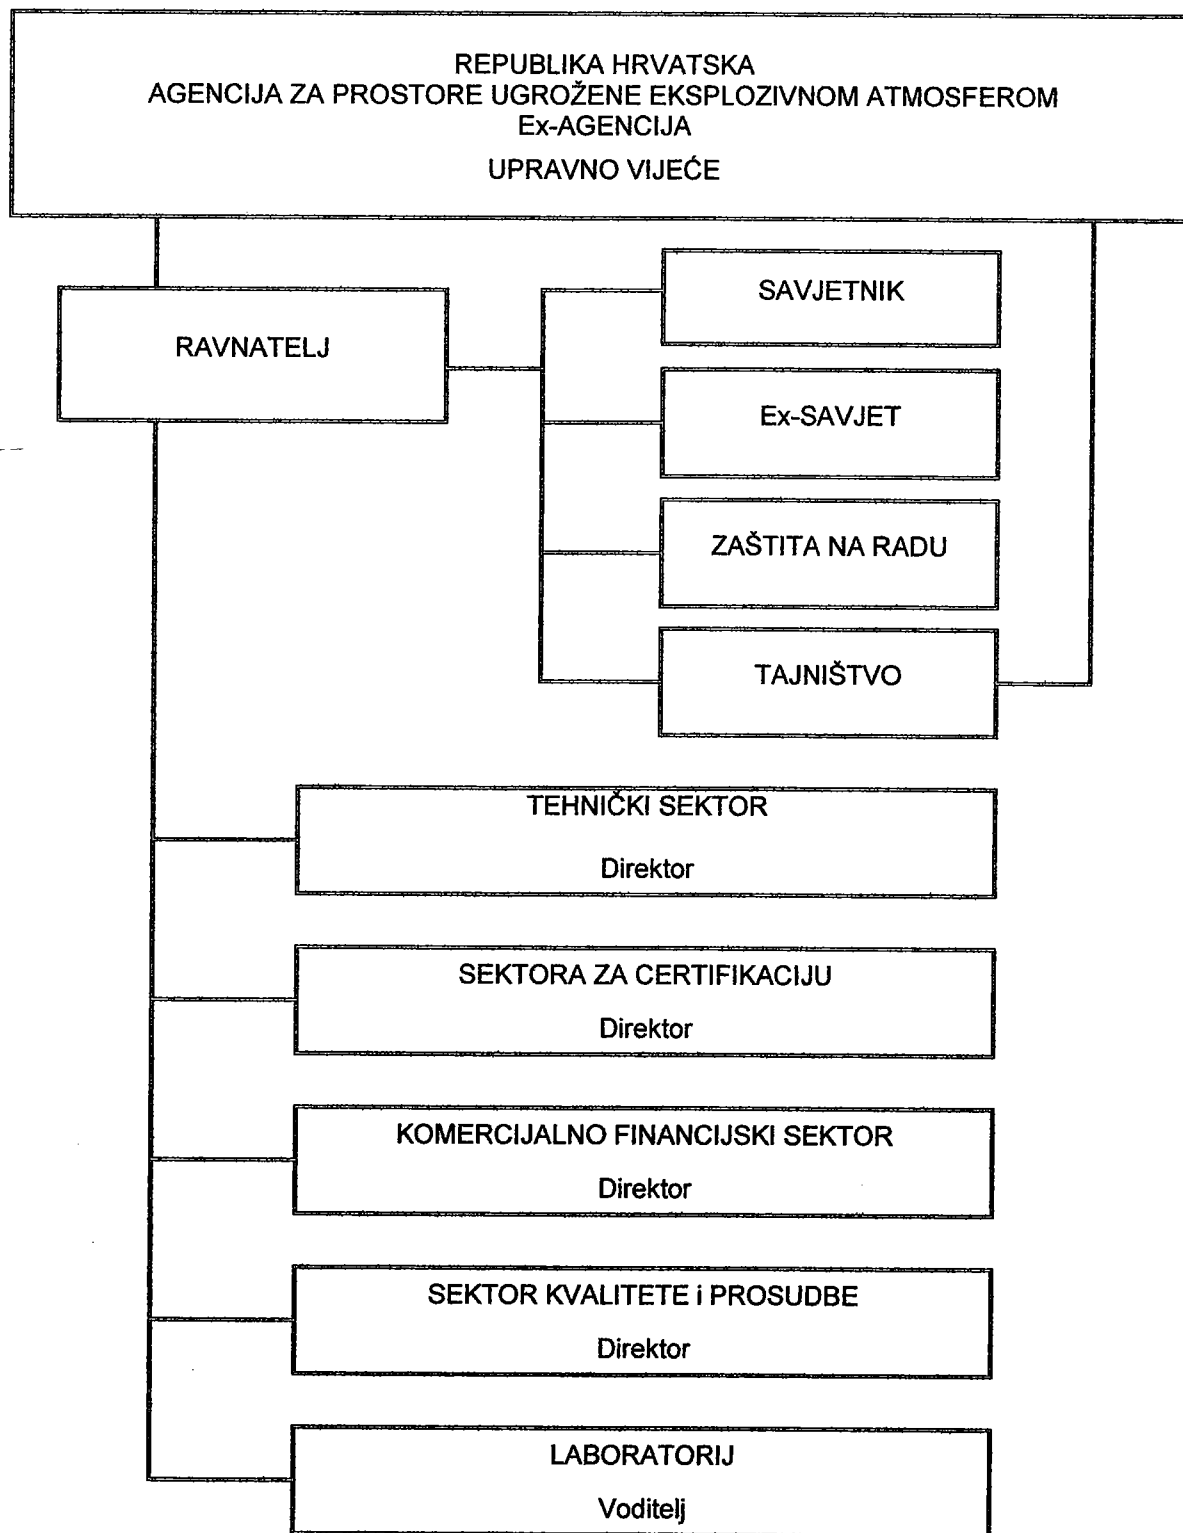 REPUBLIKA HRVATSKA
AGENCIJA ZA PROSTORE UGROŽENE EKSPLOZIVNOM ATMOSFEROM
Ex-AGENCIJA
UPRAVNO VIJEĆE
RAVNATELJ
SAVJETNIK
Ex-SAVJET
ZAŠTITA NA RADU
TAJNIŠTVO
TEHNIČKI SEKTOR
Direktor
SEKTORA ZA CERTIFIKACIJU
Direktor
KOMERCIJALNO FINANCIJSKI SEKTOR
Direktor
SEKTOR KVALITETE i PROSUDBE
Direktor
LABORATORIJ
Voditelj